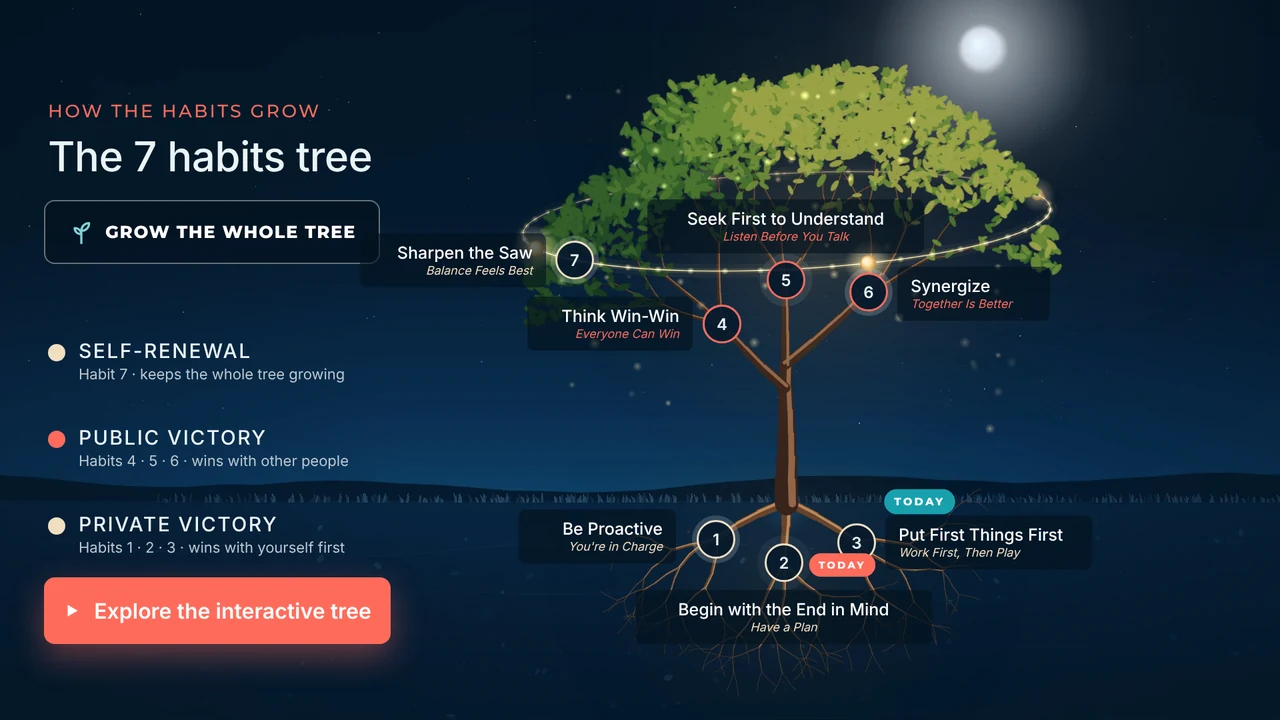 HOW THE HABITS GROW
The 7 habits tree
GROW THE WHOLE TREE
SELF-RENEWAL
Habit 7 · keeps the whole tree growing
PUBLIC VICTORY
Habits 4 · 5 · 6 · wins with other people
PRIVATE VICTORY
Habits 1 · 2 · 3 · wins with yourself first
Explore the interactive tree
Seek First to Understand
Listen Before You Talk
5
Sharpen the Saw
Balance Feels Best
7
Synergize
Together Is Better
6
Think Win-Win
Everyone Can Win
4
TODAY
Be Proactive
You're in Charge
1
Put First Things First
Work First, Then Play
3
2
TODAY
Begin with the End in Mind
Have a Plan